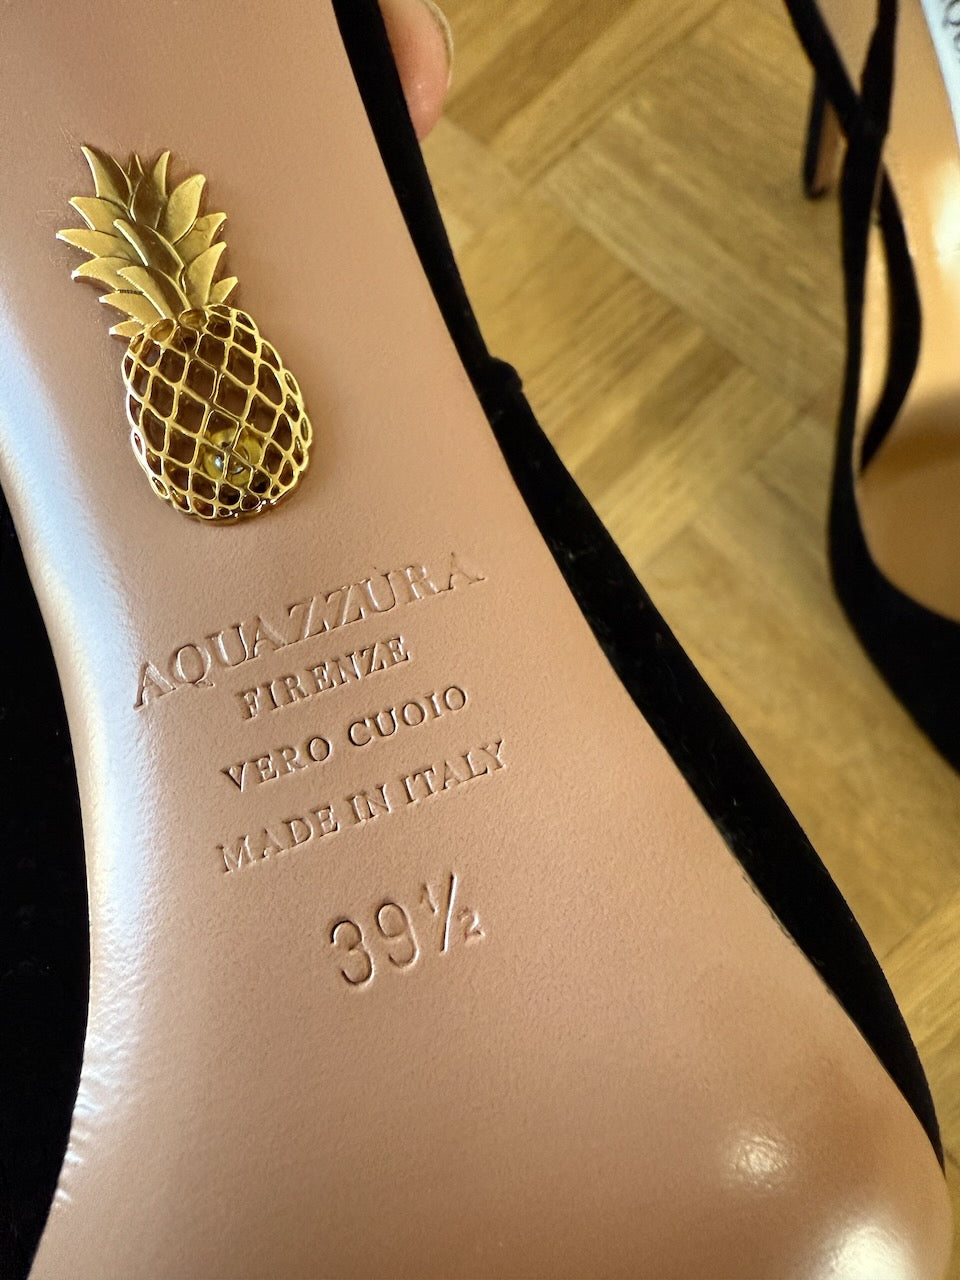 AQUAZZURA
FIRENZE
VERO CUOIO
MADE IN ITALY
39½